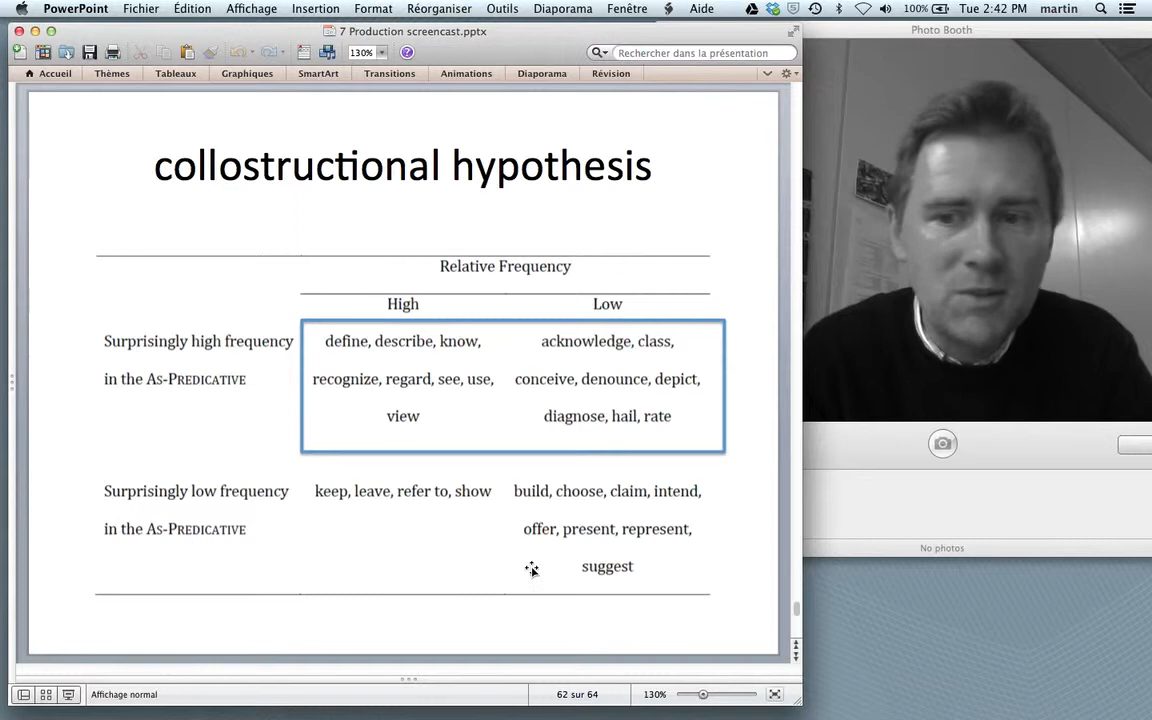 PowerPoint Fichier Édition Affichage Insertion Format Réorganiser Outils Diaporama Fenêtre Aide 100% Tue 2:42 PM martin
7 Production screencast.pptx
Photo Booth
130% Rechercher dans la présentation
Accueil Thèmes Tableaux Graphiques SmartArt Transitions Animations Diaporama Révision
collostructional hypothesis
Relative Frequency
High Low
Surprisingly high frequency define, describe, know, acknowledge, class,
in the AS-PREDICATIVE recognize, regard, see, use, conceive, denounce, depict,
view diagnose, hail, rate
Surprisingly low frequency keep, leave, refer to, show build, choose, claim, intend,
in the AS-PREDICATIVE offer, present, represent,
suggest
No photos
Affichage normal 62 sur 64 130%